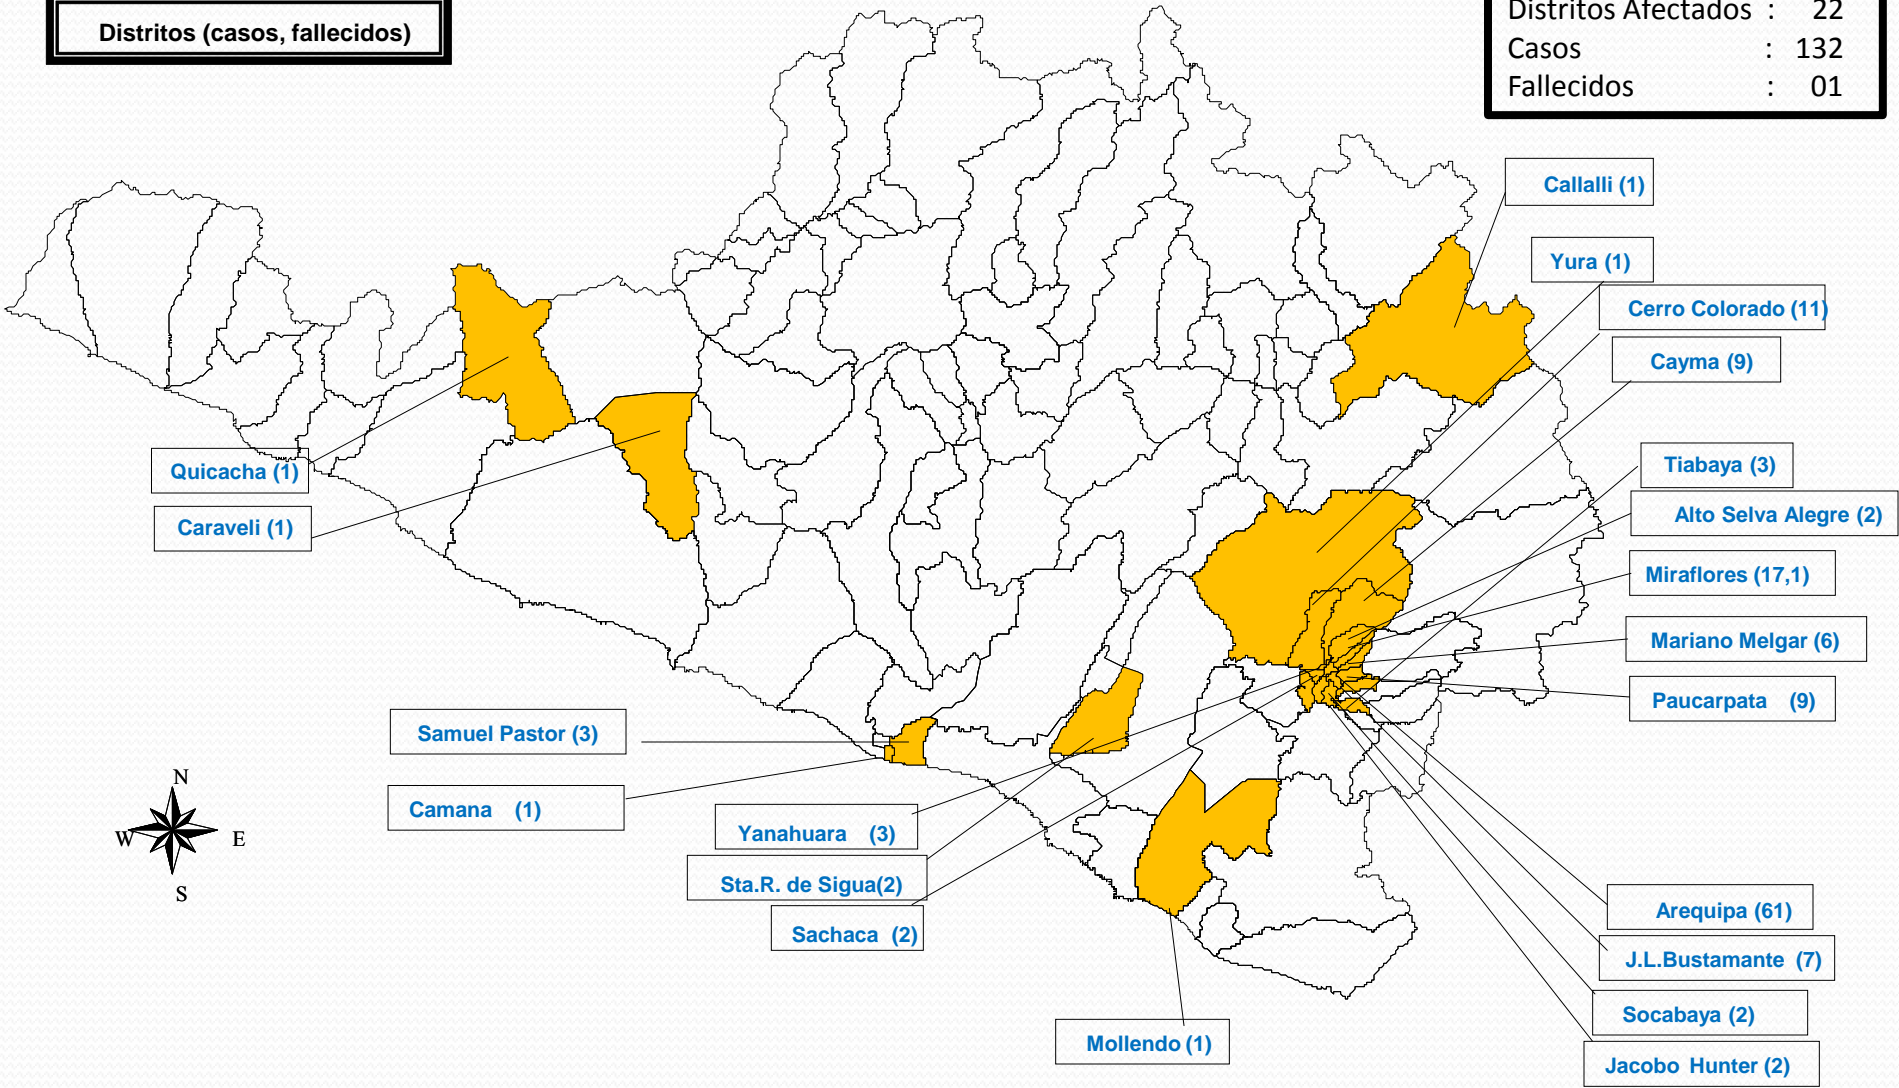 Distritos (casos, fallecidos)
Distritos Afectados : 22
Casos : 132
Fallecidos : 01
Callalli (1)
Yura (1)
Cerro Colorado (11)
Cayma (9)
Tiabaya (3)
Alto Selva Alegre (2)
Miraflores (17,1)
Mariano Melgar (6)
Paucarpata (9)
Quicacha (1)
Caraveli (1)
Samuel Pastor (3)
Camana (1)
Yanahuara (3)
Sta.R. de Sigua(2)
Sachaca (2)
Mollendo (1)
Arequipa (61)
J.L.Bustamante (7)
Socabaya (2)
Jacobo Hunter (2)
N
W E
S